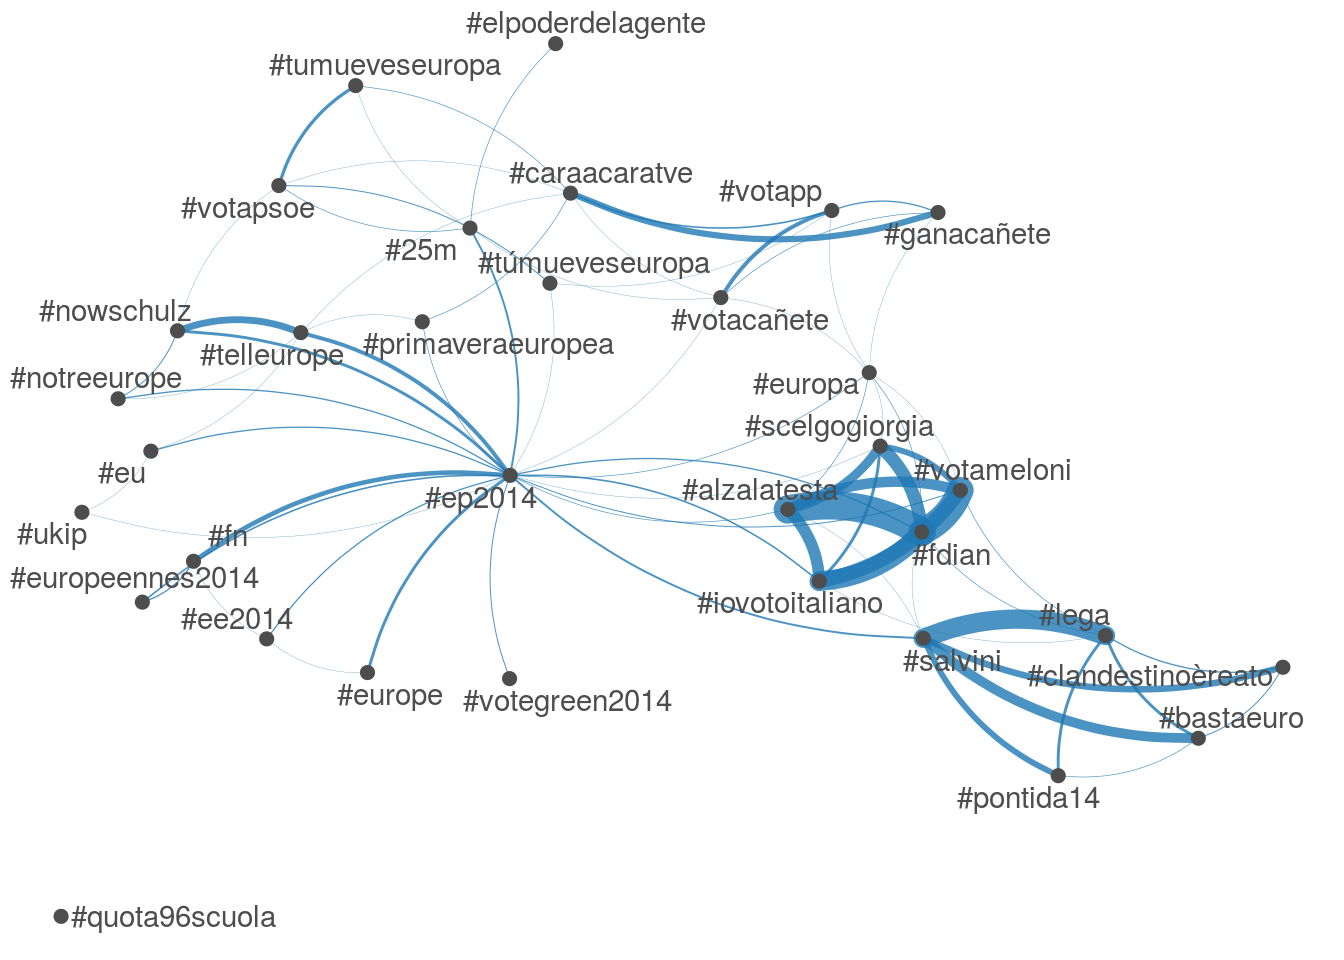 #elpoderdelagente
#tumueveseuropa
#caraacaratve
#votapp
#votapsoe
#ganacañete
#25m
#túmueveseuropa
#nowschulz
#votacañete
#telleurope
#primaveraeuropea
#notreeurope
#europa
#scelgogiorgia
#eu
#votameloni
#alzalatesta
#ep2014
#ukip
#fn
#fdian
#europeennes2014
#iovotoitaliano
#ee2014
#lega
#salvini
#clandestinoèreato
#europe
#votegreen2014
#bastaeuro
#pontida14
#quota96scuola